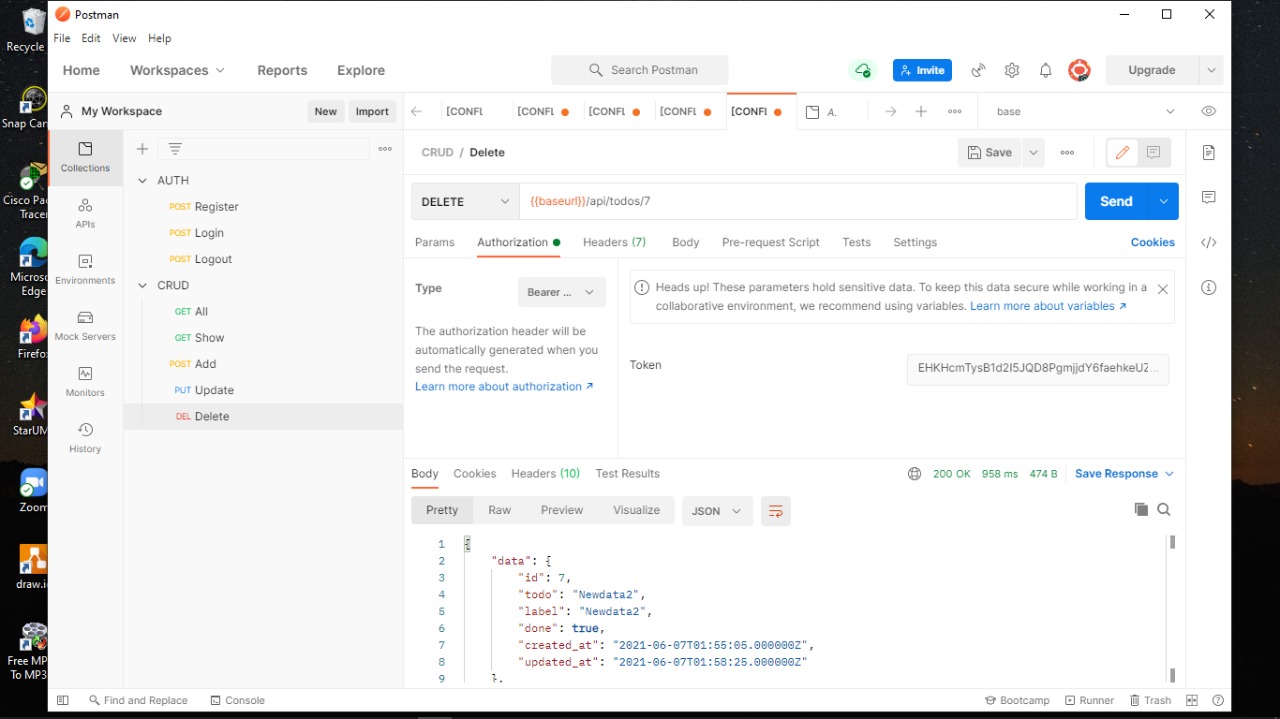 Postman
File Edit View Help
Home Workspaces Reports Explore Search Postman Invite Upgrade
My Workspace New Import
[CONFI [CONFI [CONFI [CONFI [CONFI A. base
Collections
APIs
Environments
Mock Servers
Monitors
History
AUTH
POST Register
POST Login
POST Logout
CRUD
GET All
GET Show
POST Add
PUT Update
DEL Delete
CRUD / Delete Save
DELETE {{baseurl}}/api/todos/7 Send
Params Authorization Headers (7) Body Pre-request Script Tests Settings Cookies
Type Bearer ...
The authorization header will be
automatically generated when you
send the request.
Learn more about authorization ↗
Heads up! These parameters hold sensitive data. To keep this data secure while working in a
collaborative environment, we recommend using variables. Learn more about variables ↗
Token
Body Cookies Headers (10) Test Results 200 OK 958 ms 474 B Save Response
Pretty Raw Preview Visualize JSON
1 {
2 "data": {
3 "id": 7,
4 "todo": "Newdata2",
5 "label": "Newdata2",
6 "done": true,
7 "created_at": "2021-06-07T01:55:05.000000Z",
8 "updated_at": "2021-06-07T01:58:25.000000Z"
9 },
Find and Replace Console Bootcamp Runner Trash
Recycle
Snap Can
Cisco Pac
Tracer
Microso
Edge
Firefo
StarUM
Zoom
draw.i
Free MP
To MP3